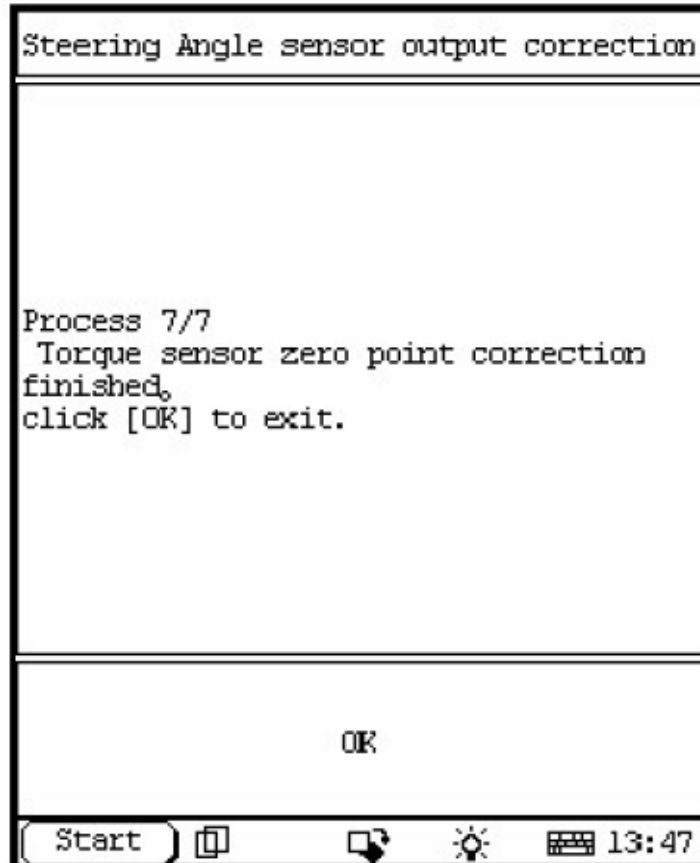 Steering Angle sensor output correction
Process 7/7
Torque sensor zero point correction
finished。
click [OK] to exit.
OK
Start 13:47